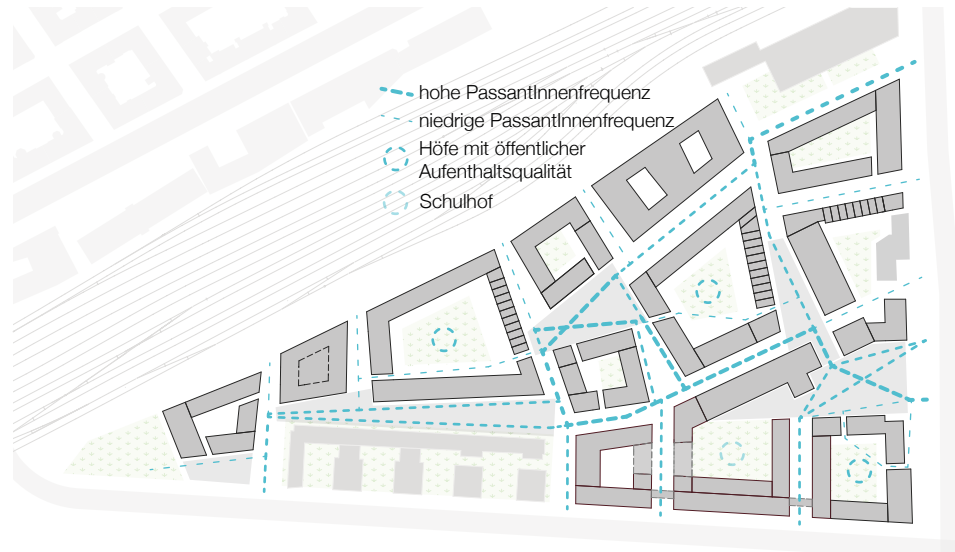 hohe PassantInnenfrequenz
niedrige PassantInnenfrequenz
Höfe mit öffentlicher
Aufenthaltsqualität
Schulhof